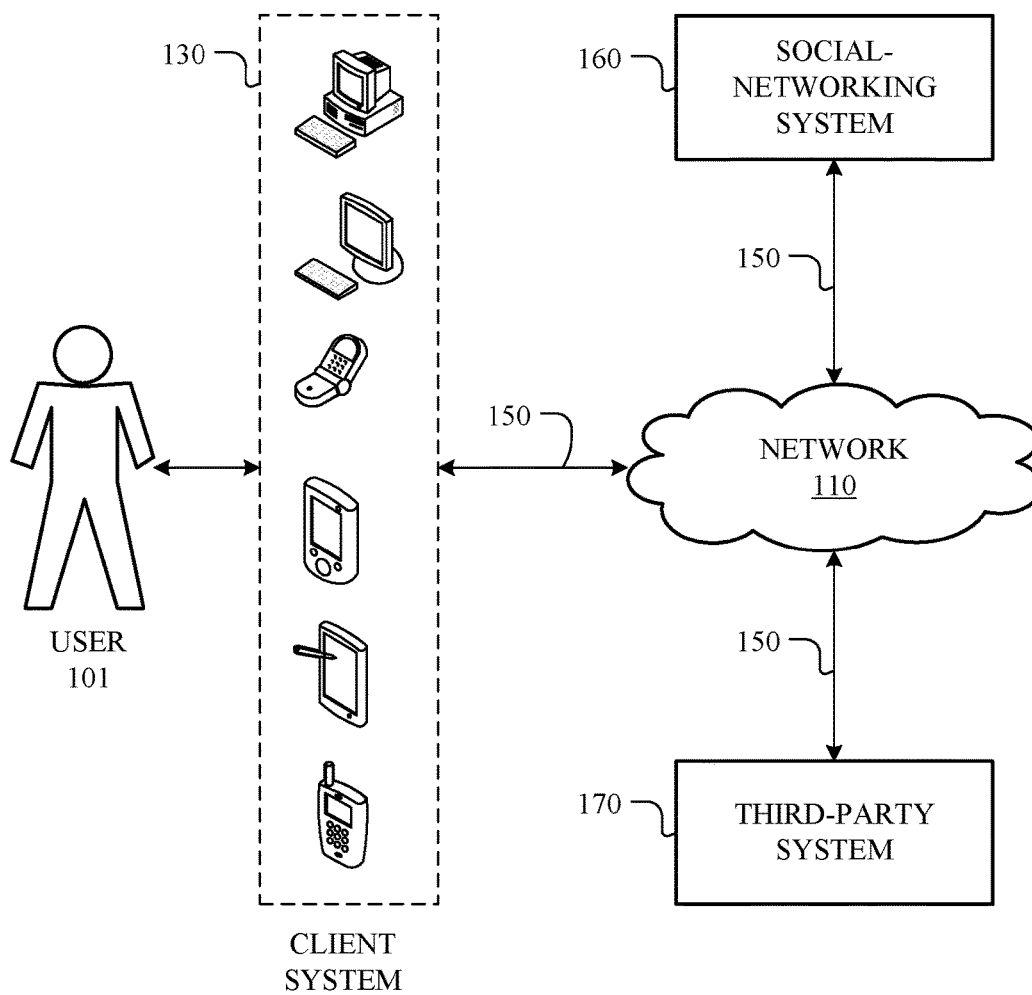 130
160
SOCIAL-
NETWORKING
SYSTEM
150
150
NETWORK
110
USER
101
150
170
THIRD-PARTY
SYSTEM
CLIENT
SYSTEM